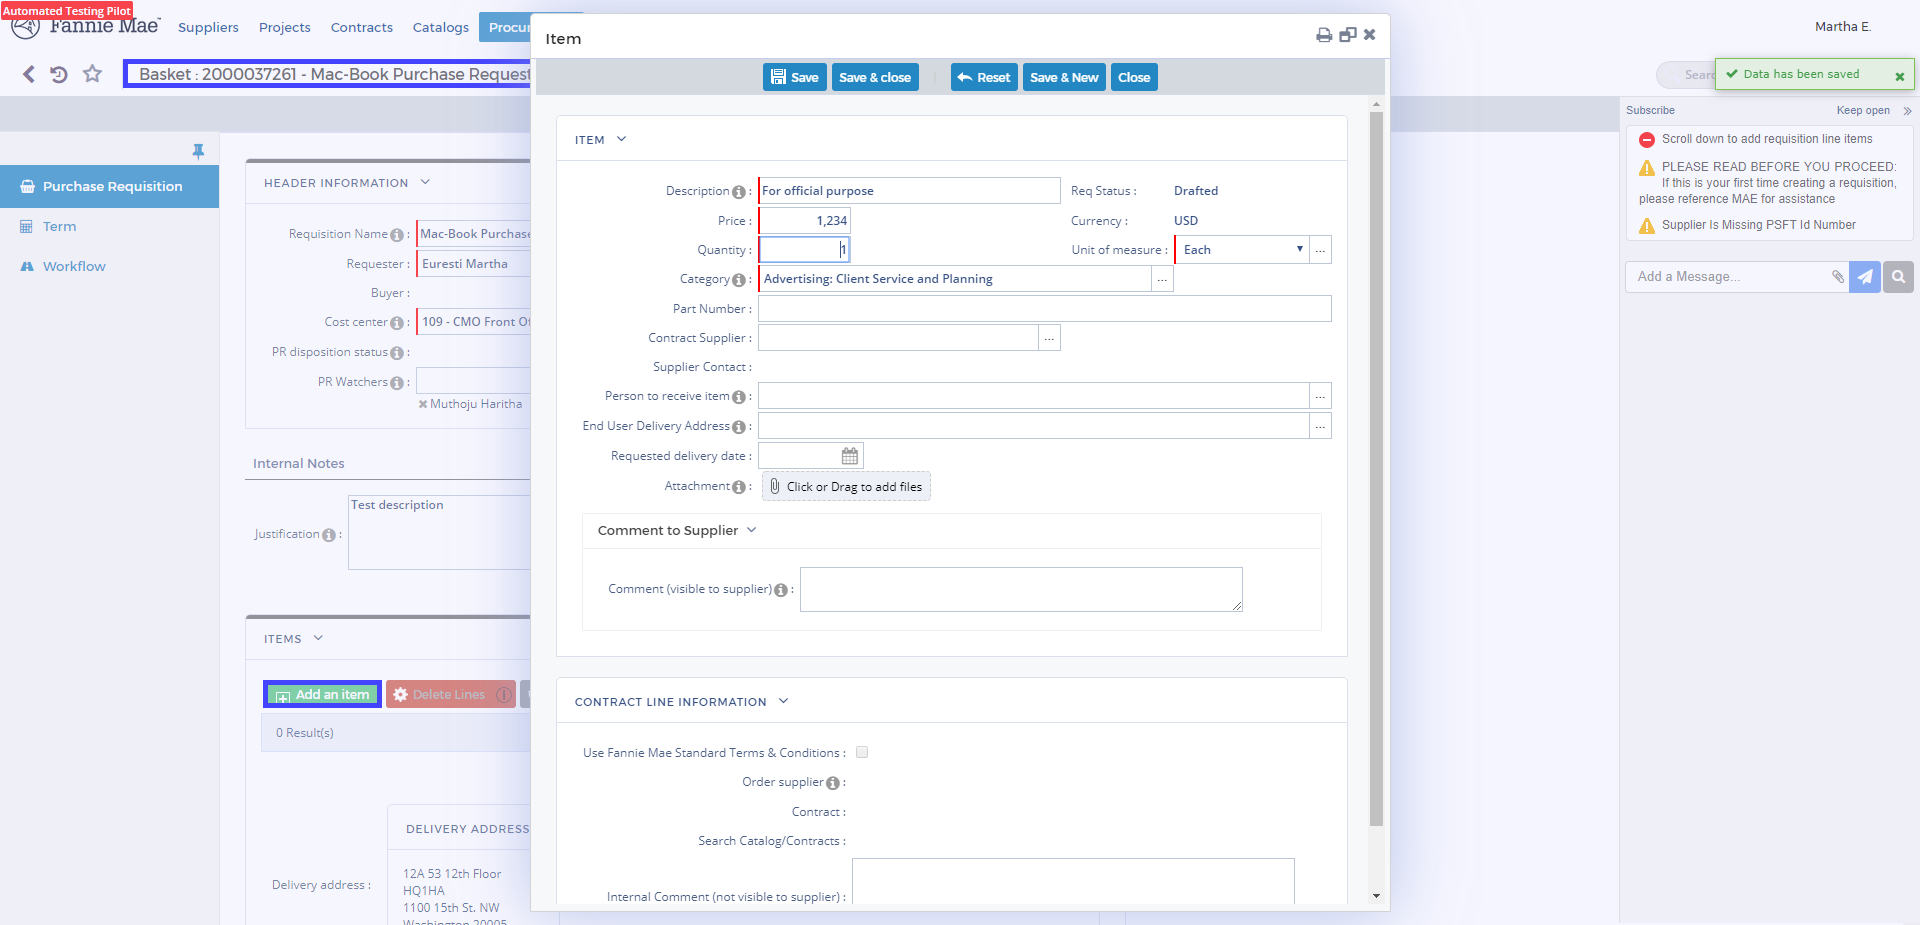 Automated Testing Pilot
Fannie Mae
Suppliers
Projects
Contracts
Catalogs
Martha E.
Basket : 2000037261 - Mac-Book Purchase
Data has been saved
Item
Save
Save & close
Reset
Save & New
Close
Subscribe
Keep open
Scroll down to add requisition line items
PLEASE READ BEFORE YOU PROCEED:
If this is your first time creating a requisition,
please reference MAE for assistance
Supplier Is Missing PSFT Id Number
Add a Message...
Purchase Requisition
Term
Workflow
HEADER INFORMATION
Requisition Name :
Mac-Book Purchase
Requester :
Euresti Martha
Buyer :
Cost center :
109 - CMO Front
PR disposition status :
PR Watchers :
Muthoju Haritha
Internal Notes
Justification :
Test description
ITEMS
Add an item
Delete Lines
0 Result(s)
DELIVERY ADDRESS
Delivery address :
12A 53 12th Floor
HQ1HA
1100 15th St. NW
Washington 20005
ITEM
Description :
For official purpose
Req Status :
Drafted
Price :
1,234
Currency :
USD
Quantity :
1
Unit of measure :
Each
...
Category :
Advertising: Client Service and Planning
...
Part Number :
Contract Supplier :
...
Supplier Contact :
Person to receive item :
...
End User Delivery Address :
...
Requested delivery date :
Attachment :
Click or Drag to add files
Comment to Supplier
Comment (visible to supplier) :
CONTRACT LINE INFORMATION
Use Fannie Mae Standard Terms & Conditions :
Order supplier :
Contract :
Search Catalog/Contracts :
Internal Comment (not visible to supplier) :